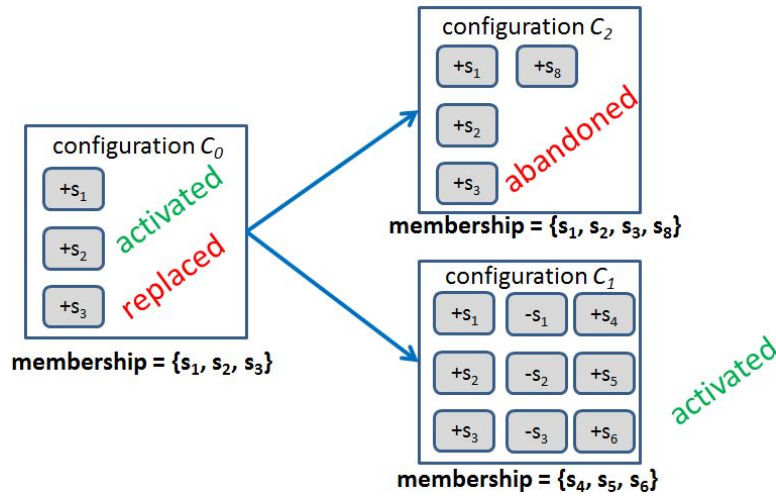 configuration C₀
+s₁
+s₂
+s₃
activated
replaced
membership = {s₁, s₂, s₃}
configuration C₂
+s₁ +s₈
+s₂
+s₃
abandoned
membership = {s₁, s₂, s₃, s₈}
configuration C₁
+s₁ -s₁ +s₄
+s₂ -s₂ +s₅
+s₃ -s₃ +s₆
activated
membership = {s₄, s₅, s₆}